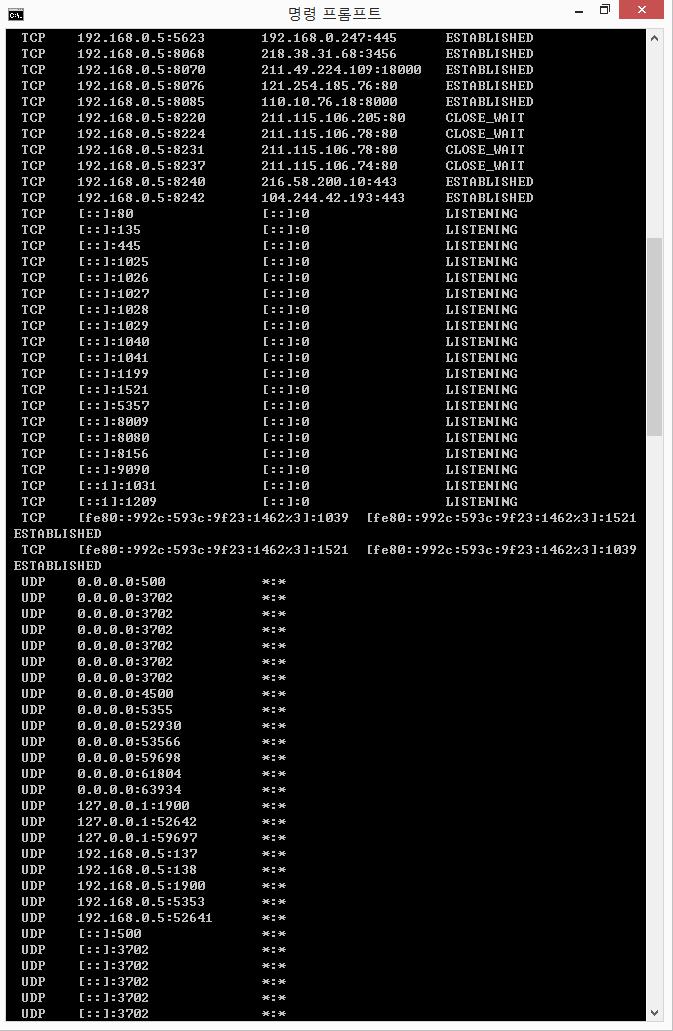 명령 프롬프트
TCP 192.168.0.5:5623 192.168.0.247:445 ESTABLISHED
TCP 192.168.0.5:8068 218.38.31.68:3456 ESTABLISHED
TCP 192.168.0.5:8070 211.49.224.109:18000 ESTABLISHED
TCP 192.168.0.5:8076 121.254.185.76:80 ESTABLISHED
TCP 192.168.0.5:8085 110.10.76.18:8000 ESTABLISHED
TCP 192.168.0.5:8220 211.115.106.205:80 CLOSE_WAIT
TCP 192.168.0.5:8224 211.115.106.78:80 CLOSE_WAIT
TCP 192.168.0.5:8231 211.115.106.78:80 CLOSE_WAIT
TCP 192.168.0.5:8237 211.115.106.74:80 CLOSE_WAIT
TCP 192.168.0.5:8240 216.58.200.10:443 ESTABLISHED
TCP 192.168.0.5:8242 104.244.42.193:443 ESTABLISHED
TCP [::]:80 [::]:0 LISTENING
TCP [::]:135 [::]:0 LISTENING
TCP [::]:445 [::]:0 LISTENING
TCP [::]:1025 [::]:0 LISTENING
TCP [::]:1026 [::]:0 LISTENING
TCP [::]:1027 [::]:0 LISTENING
TCP [::]:1028 [::]:0 LISTENING
TCP [::]:1029 [::]:0 LISTENING
TCP [::]:1040 [::]:0 LISTENING
TCP [::]:1041 [::]:0 LISTENING
TCP [::]:1199 [::]:0 LISTENING
TCP [::]:1521 [::]:0 LISTENING
TCP [::]:5357 [::]:0 LISTENING
TCP [::]:8009 [::]:0 LISTENING
TCP [::]:8080 [::]:0 LISTENING
TCP [::]:8156 [::]:0 LISTENING
TCP [::]:9090 [::]:0 LISTENING
TCP [::1]:1031 [::]:0 LISTENING
TCP [::1]:1209 [::]:0 LISTENING
TCP [fe80::992c:593c:9f23:1462%3]:1039 [fe80::992c:593c:9f23:1462%3]:1521
ESTABLISHED
TCP [fe80::992c:593c:9f23:1462%3]:1521 [fe80::992c:593c:9f23:1462%3]:1039
ESTABLISHED
UDP 0.0.0.0:500 *:*
UDP 0.0.0.0:3702 *:*
UDP 0.0.0.0:3702 *:*
UDP 0.0.0.0:3702 *:*
UDP 0.0.0.0:3702 *:*
UDP 0.0.0.0:3702 *:*
UDP 0.0.0.0:3702 *:*
UDP 0.0.0.0:4500 *:*
UDP 0.0.0.0:5355 *:*
UDP 0.0.0.0:52930 *:*
UDP 0.0.0.0:53566 *:*
UDP 0.0.0.0:59698 *:*
UDP 0.0.0.0:61804 *:*
UDP 0.0.0.0:63934 *:*
UDP 127.0.0.1:1900 *:*
UDP 127.0.0.1:52642 *:*
UDP 127.0.0.1:59697 *:*
UDP 192.168.0.5:137 *:*
UDP 192.168.0.5:138 *:*
UDP 192.168.0.5:1900 *:*
UDP 192.168.0.5:5353 *:*
UDP 192.168.0.5:52641 *:*
UDP [::]:500 *:*
UDP [::]:3702 *:*
UDP [::]:3702 *:*
UDP [::]:3702 *:*
UDP [::]:3702 *:*
UDP [::]:3702 *:*